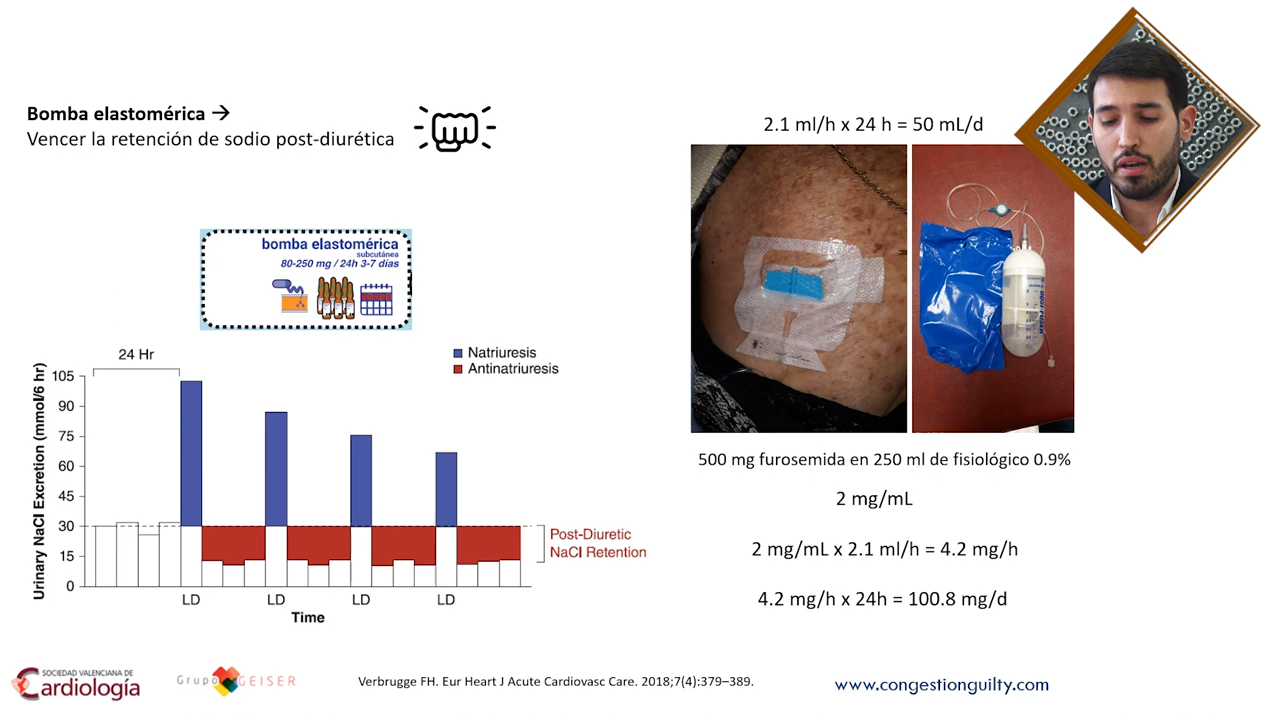 Bomba elastomérica →
Vencer la retención de sodio post-diurética
bomba elastomérica
subcutánea
80-250 mg / 24h 3-7 días
24 Hr
Natriuresis
Antinatriuresis
Urinary NaCl Excretion (mmol/6 hr)
105
90
75
60
45
30
15
0
Post-Diuretic
NaCl Retention
LD LD LD LD
Time
2.1 ml/h x 24 h = 50 mL/d
500 mg furosemida en 250 ml de fisiológico 0.9%
2 mg/mL
2 mg/mL x 2.1 ml/h = 4.2 mg/h
4.2 mg/h x 24h = 100.8 mg/d
SOCIEDAD VALENCIANA DE
Cardiología
Grupo GEISER
Verbrugge FH. Eur Heart J Acute Cardiovasc Care. 2018;7(4):379–389.
www.congestionguilty.com